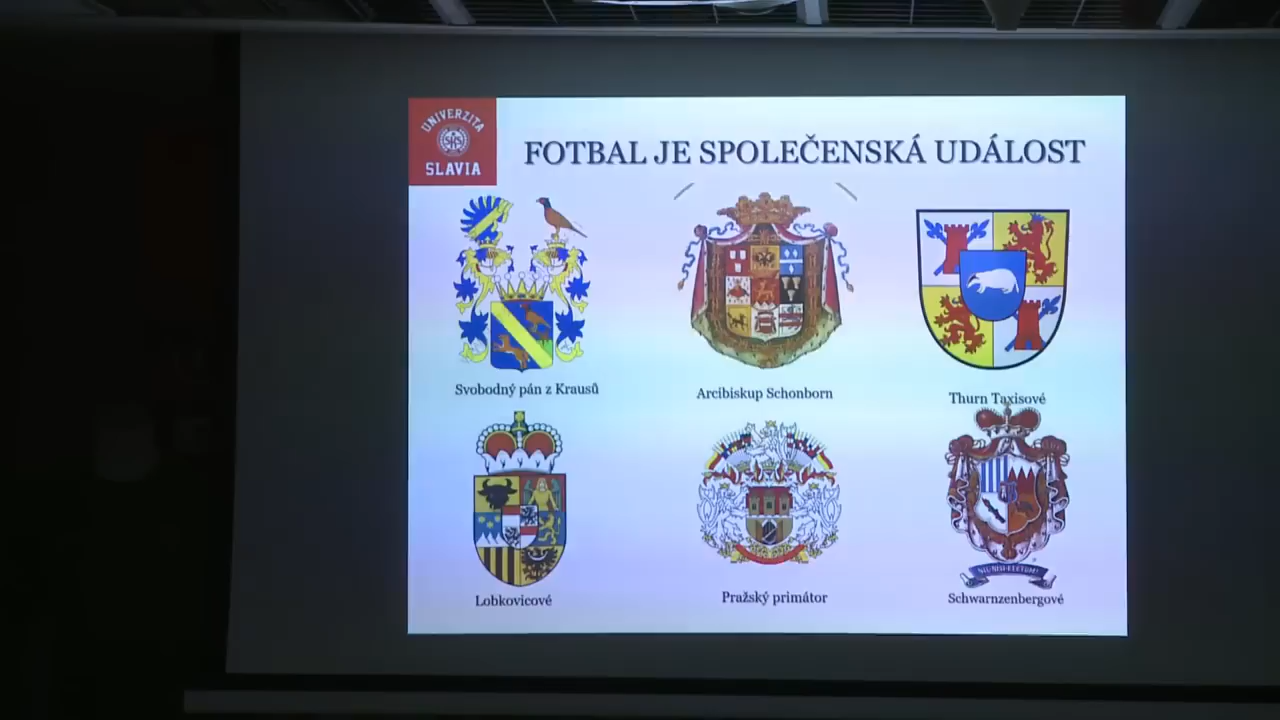 UNIVERZITA
SLAVIA
FOTBAL JE SPOLEČENSKÁ UDÁLOST
Svobodný pán z Krausů
Arcibiskup Schonborn
Thurn Taxisové
Lobkovicové
Pražský primátor
Schwarnzenbergové